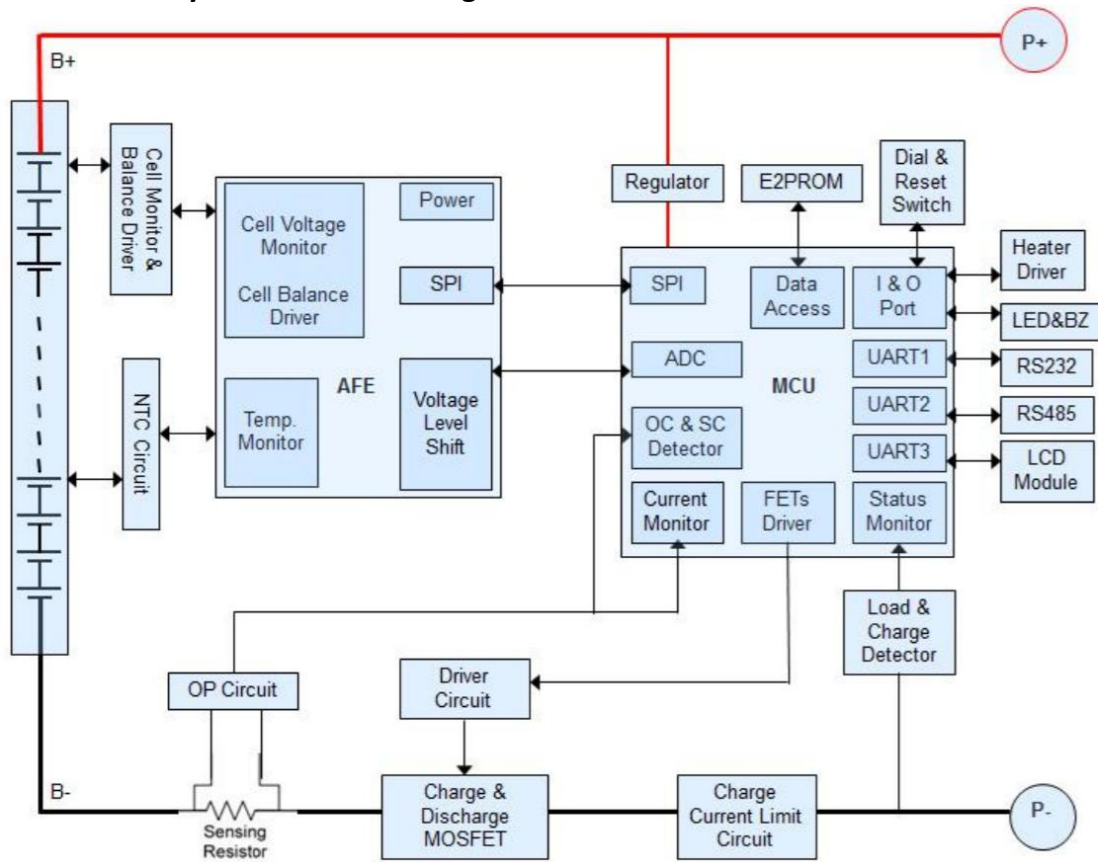 B+
P+
Cell Monitor &
Balance Driver
Regulator
E2PROM
Dial &
Reset
Switch
Cell Voltage
Monitor
Cell Balance
Driver
Power
SPI
AFE
Temp.
Monitor
Voltage
Level
Shift
NTC Circuit
SPI
Data
Access
I & O
Port
Heater
Driver
LED&BZ
ADC
MCU
UART1
RS232
OC & SC
Detector
UART2
RS485
UART3
LCD
Module
Current
Monitor
FETs
Driver
Status
Monitor
Load &
Charge
Detector
OP Circuit
Driver
Circuit
B-
Sensing
Resistor
Charge &
Discharge
MOSFET
Charge
Current Limit
Circuit
P-